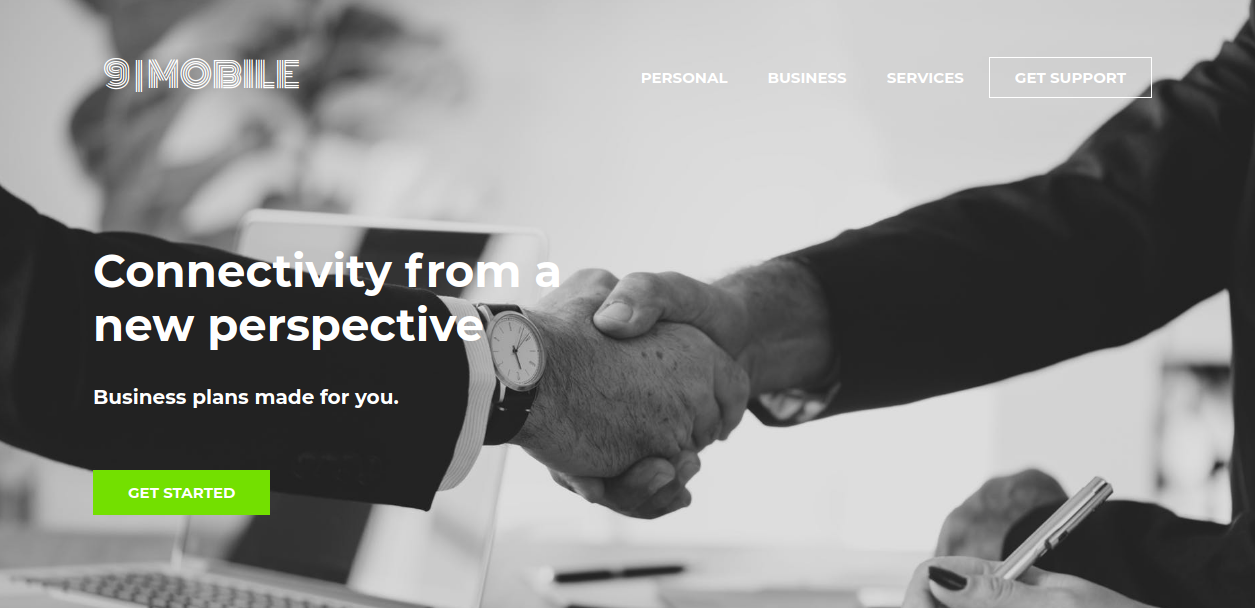 9|MOBILE
PERSONAL
BUSINESS
SERVICES
GET SUPPORT
Connectivity from a
new perspective
Business plans made for you.
GET STARTED